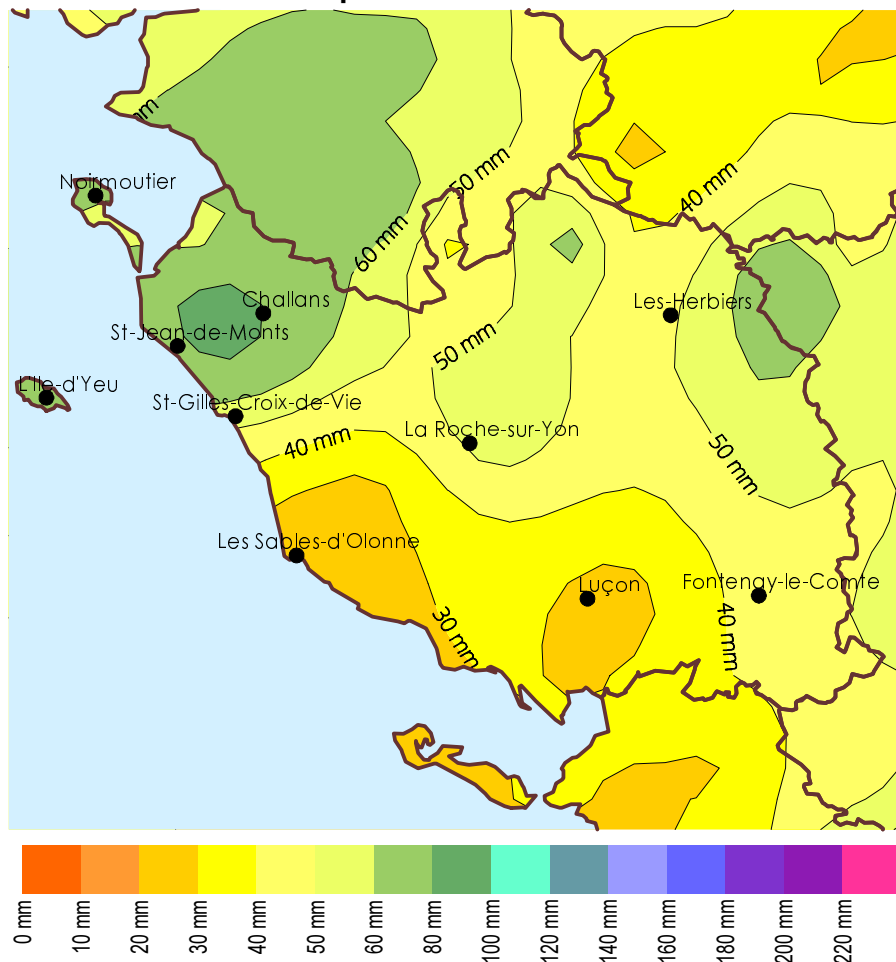 mm
Noirmoutier
50 mm
40 mm
60 mm
Challans
Les-Herbiers
St-Jean-de-Monts
50 mm
L'Ile-d'Yeu
St-Gilles-Croix-de-Vie
La Roche-sur-Yon
40 mm
50 mm
Les Sables-d'Olonne
Luçon
Fontenay-le-Comte
30 mm
40 mm
0 mm
10 mm
20 mm
30 mm
40 mm
50 mm
60 mm
80 mm
100 mm
120 mm
140 mm
160 mm
180 mm
200 mm
220 mm